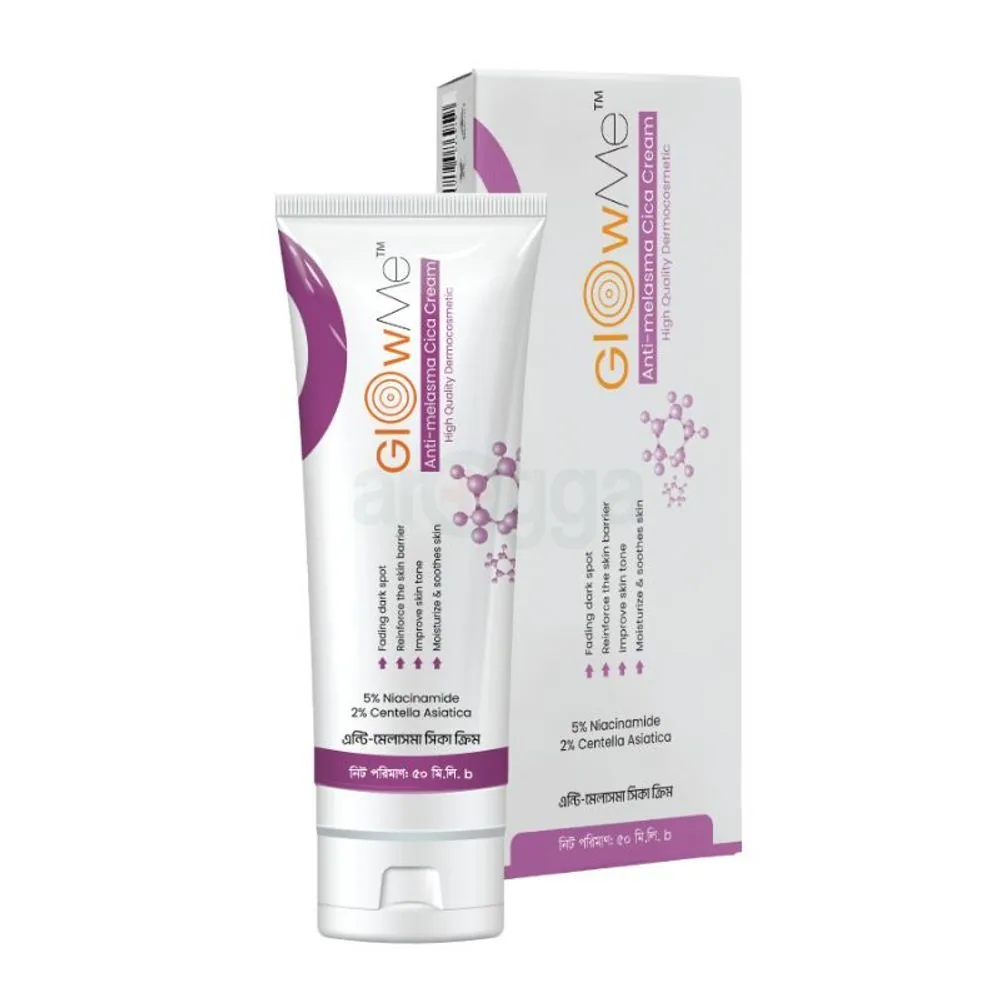 GlOwMe™
Anti-melasma Cica Cream
High Quality Dermocosmetic
Fading dark spot
Reinforce the skin barrier
Improve skin tone
Moisturize & soothes skin
5% Niacinamide
2% Centella Asiatica
এন্টি-মেলাসমা সিকা ক্রিম
নিট পরিমাণ: ৫০ মি.লি. b
GlOwMe™
Anti-melasma Cica Cream
High Quality Dermocosmetic
Fading dark spot
Reinforce the skin barrier
Improve skin tone
Moisturize & soothes skin
5% Niacinamide
2% Centella Asiatica
এন্টি-মেলাসমা সিকা ক্রিম
নিট পরিমাণ: ৫০ মি.লি. b
arogga